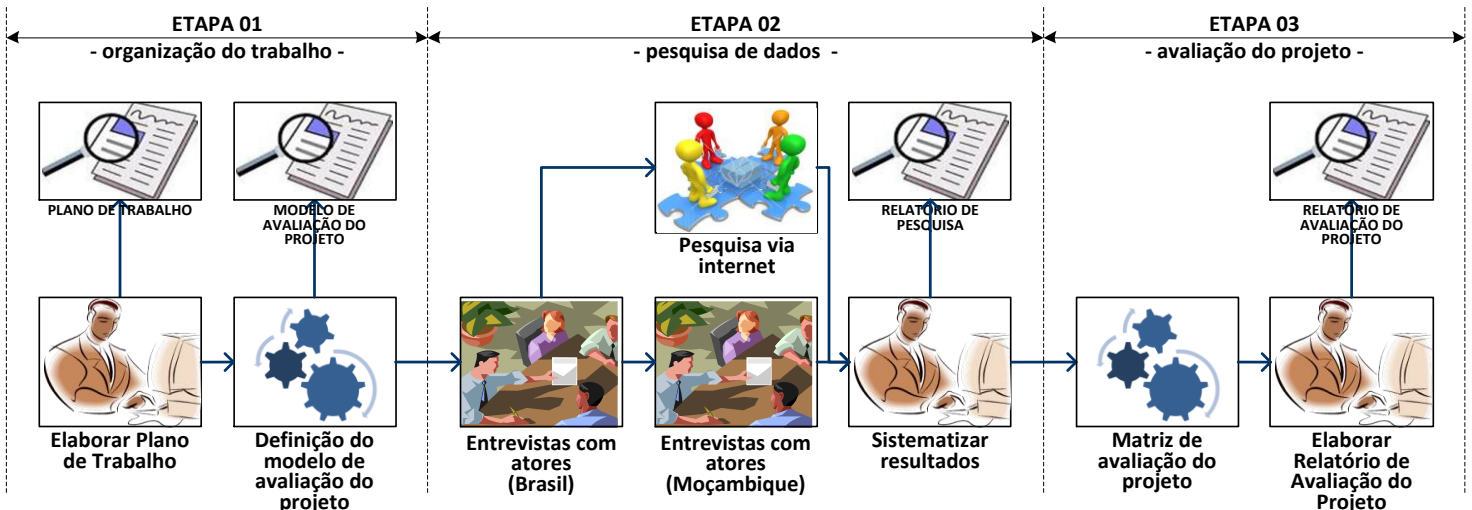 ETAPA 01
- organização do trabalho -
ETAPA 02
- pesquisa de dados -
ETAPA 03
- avaliação do projeto -
PLANO DE TRABALHO
MODELO DE
AVALIAÇÃO DO
PROJETO
Pesquisa via
internet
RELATÓRIO DE
PESQUISA
RELATÓRIO DE
AVALIAÇÃO DO
PROJETO
Elaborar Plano
de Trabalho
Definição do
modelo de
avaliação do
projeto
Entrevistas com
atores
(Brasil)
Entrevistas com
atores
(Moçambique)
Sistematizar
resultados
Matriz de
avaliação do
projeto
Elaborar
Relatório de
Avaliação do
Projeto